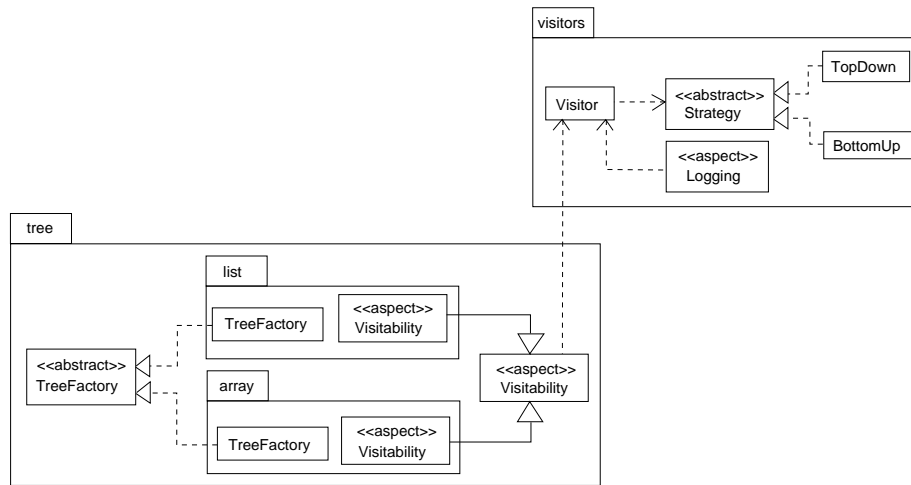 visitors
TopDown
<<abstract>>
Strategy
Visitor
BottomUp
<<aspect>>
Logging
tree
list
TreeFactory
<<aspect>>
Visitability
<<abstract>>
TreeFactory
<<aspect>>
Visitability
array
TreeFactory
<<aspect>>
Visitability